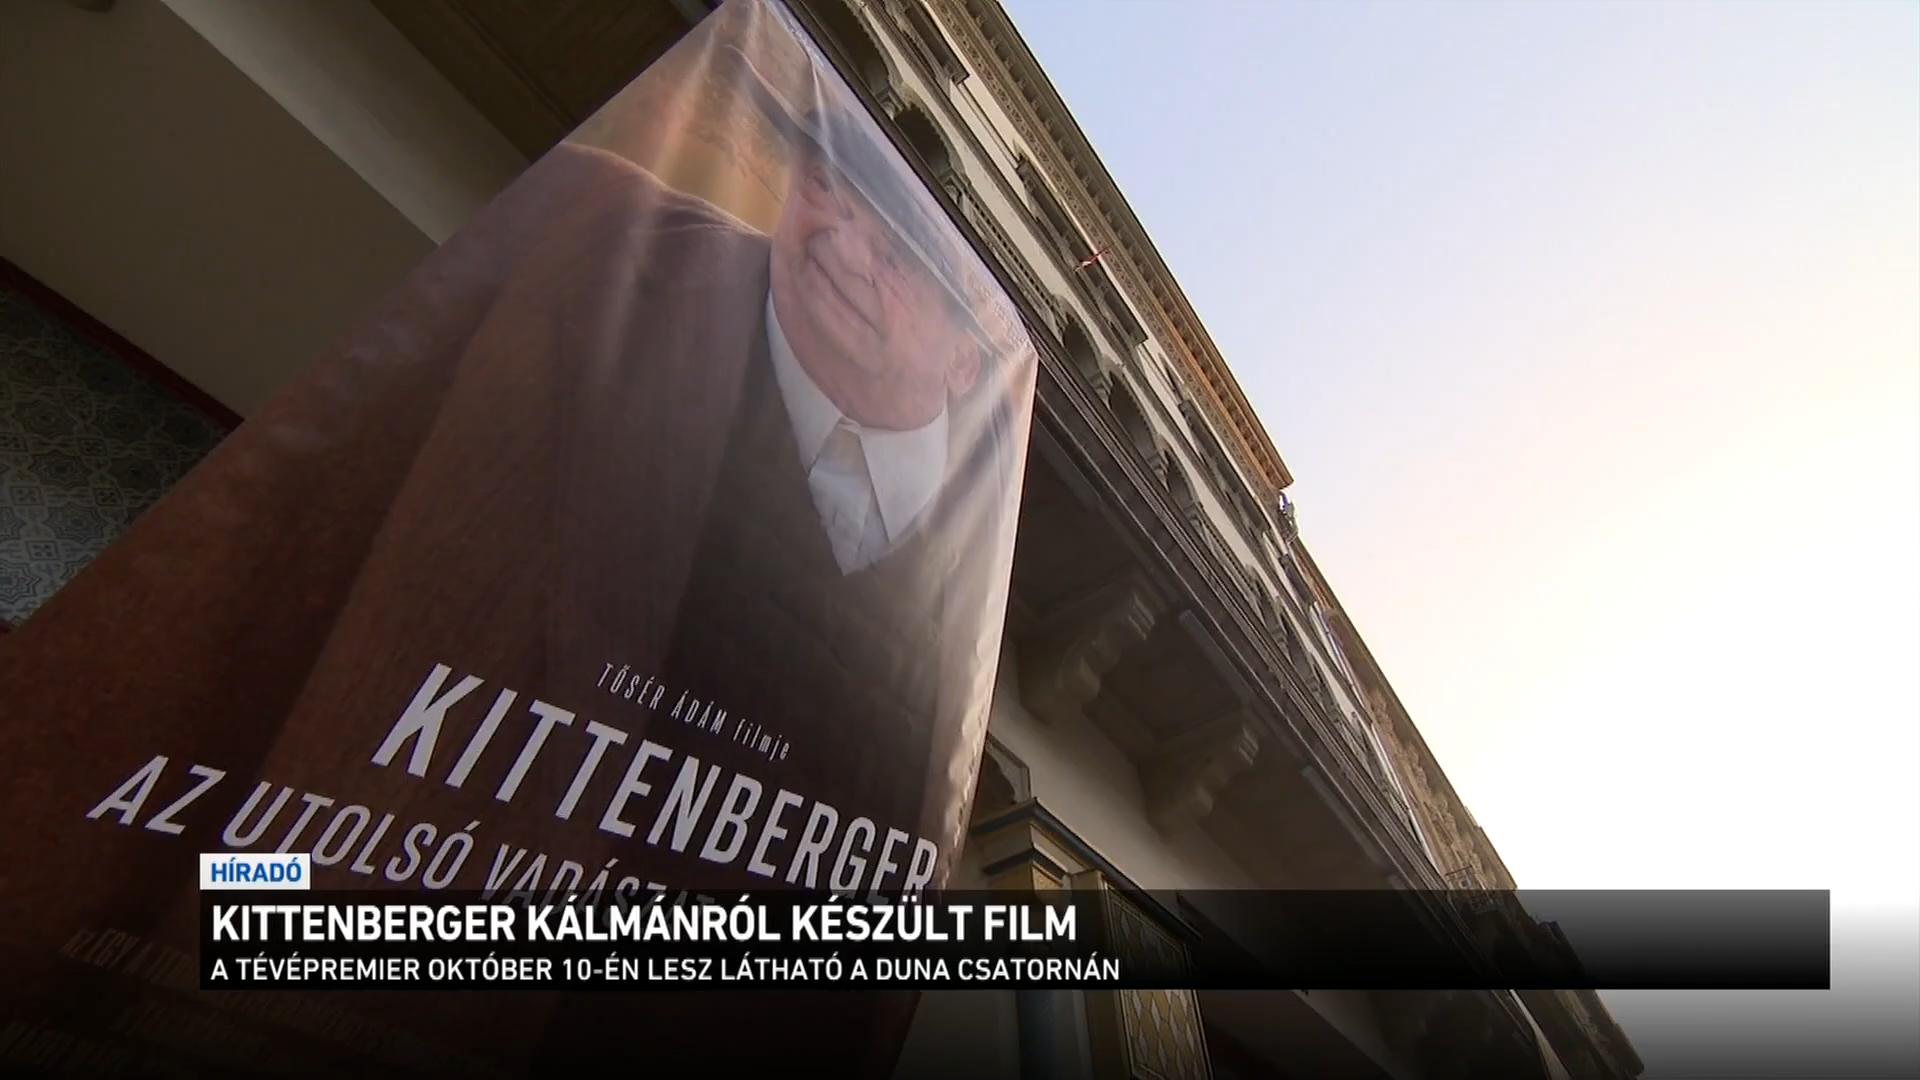 TŐSÉR ÁDÁM filmje
KITTENBERGER
AZ UTOLSÓ VADÁSZAT
HÍRADÓ
KITTENBERGER KÁLMÁNRÓL KÉSZÜLT FILM
A TÉVÉPREMIER OKTÓBER 10-ÉN LESZ LÁTHATÓ A DUNA CSATORNÁN